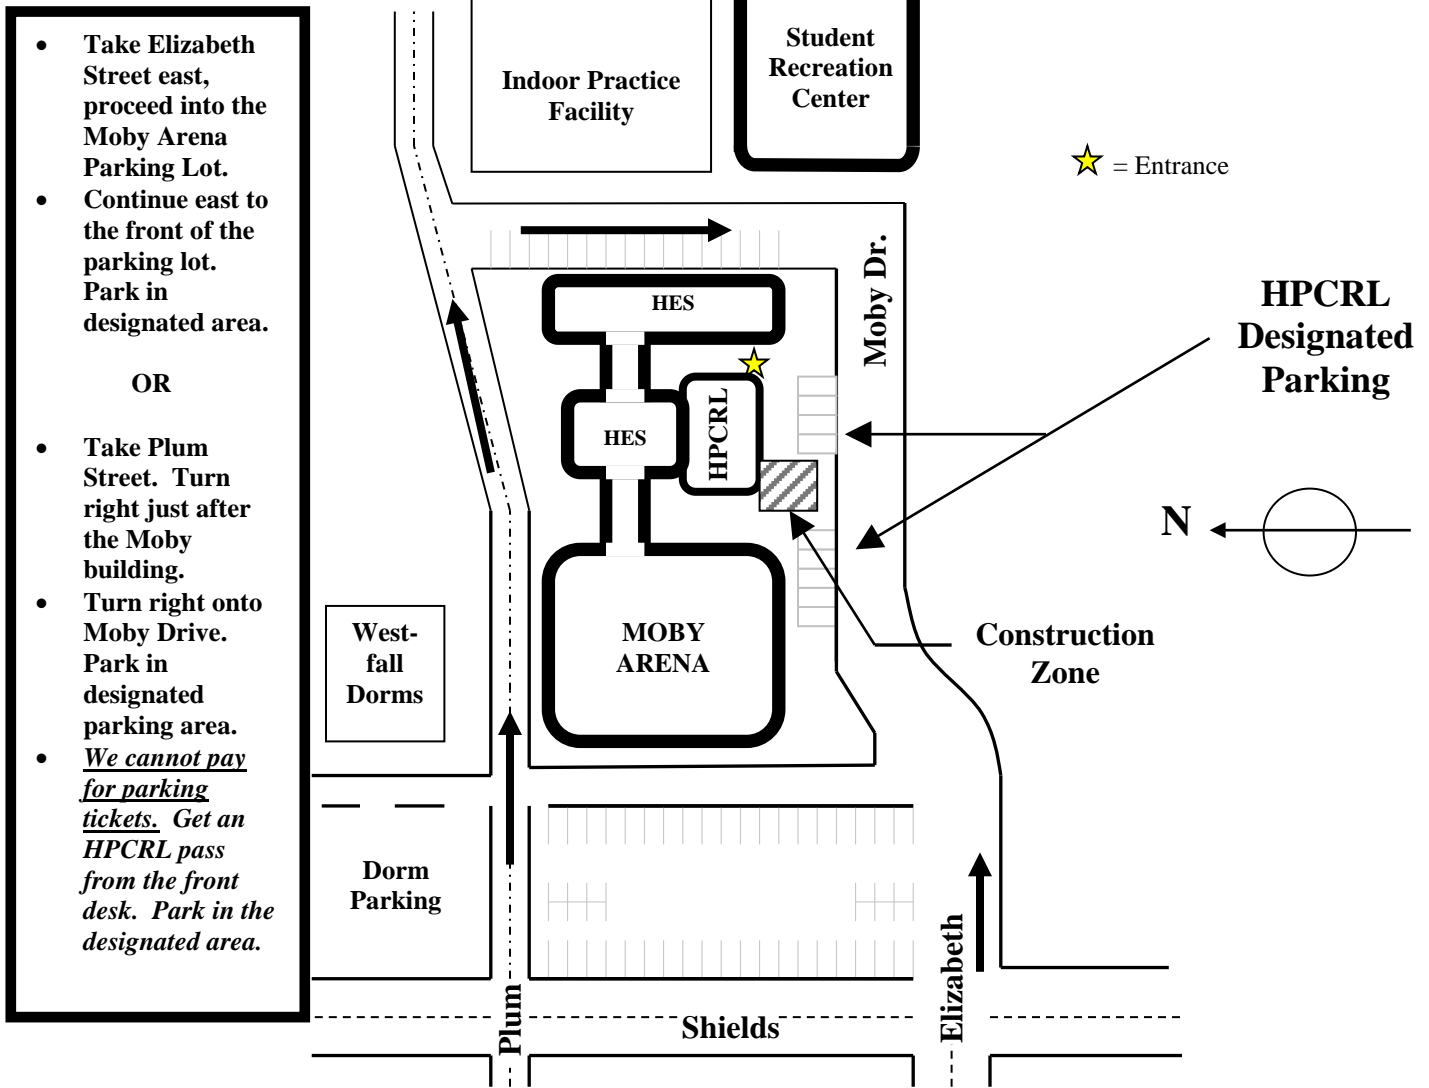 • Take Elizabeth
Street east,
proceed into the
Moby Arena
Parking Lot.
• Continue east to
the front of the
parking lot.
Park in
designated area.
OR
• Take Plum
Street. Turn
right just after
the Moby
building.
• Turn right onto
Moby Drive.
Park in
designated
parking area.
• We cannot pay
for parking
tickets. Get an
HPCRL pass
from the front
desk. Park in the
designated area.
Indoor Practice
Facility
Student
Recreation
Center
= Entrance
Moby Dr.
HPCRL
Designated
Parking
HES
HES
HPCRL
N
MOBY
ARENA
Construction
Zone
West-
fall
Dorms
Dorm
Parking
Plum
Shields
Elizabeth